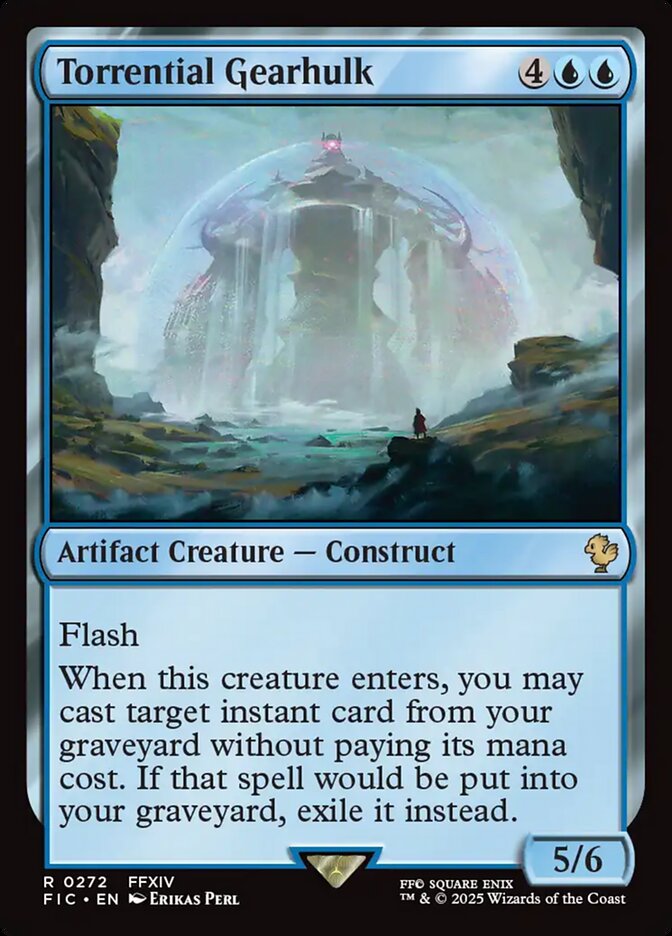 Torrential Gearhulk 4
Artifact Creature — Construct
Flash
When this creature enters, you may
cast target instant card from your
graveyard without paying its mana
cost. If that spell would be put into
your graveyard, exile it instead.
5/6
R 0272 FFXIV
FIC • EN Erikas Perl
FF© SQUARE ENIX
™ & © 2025 Wizards of the Coast